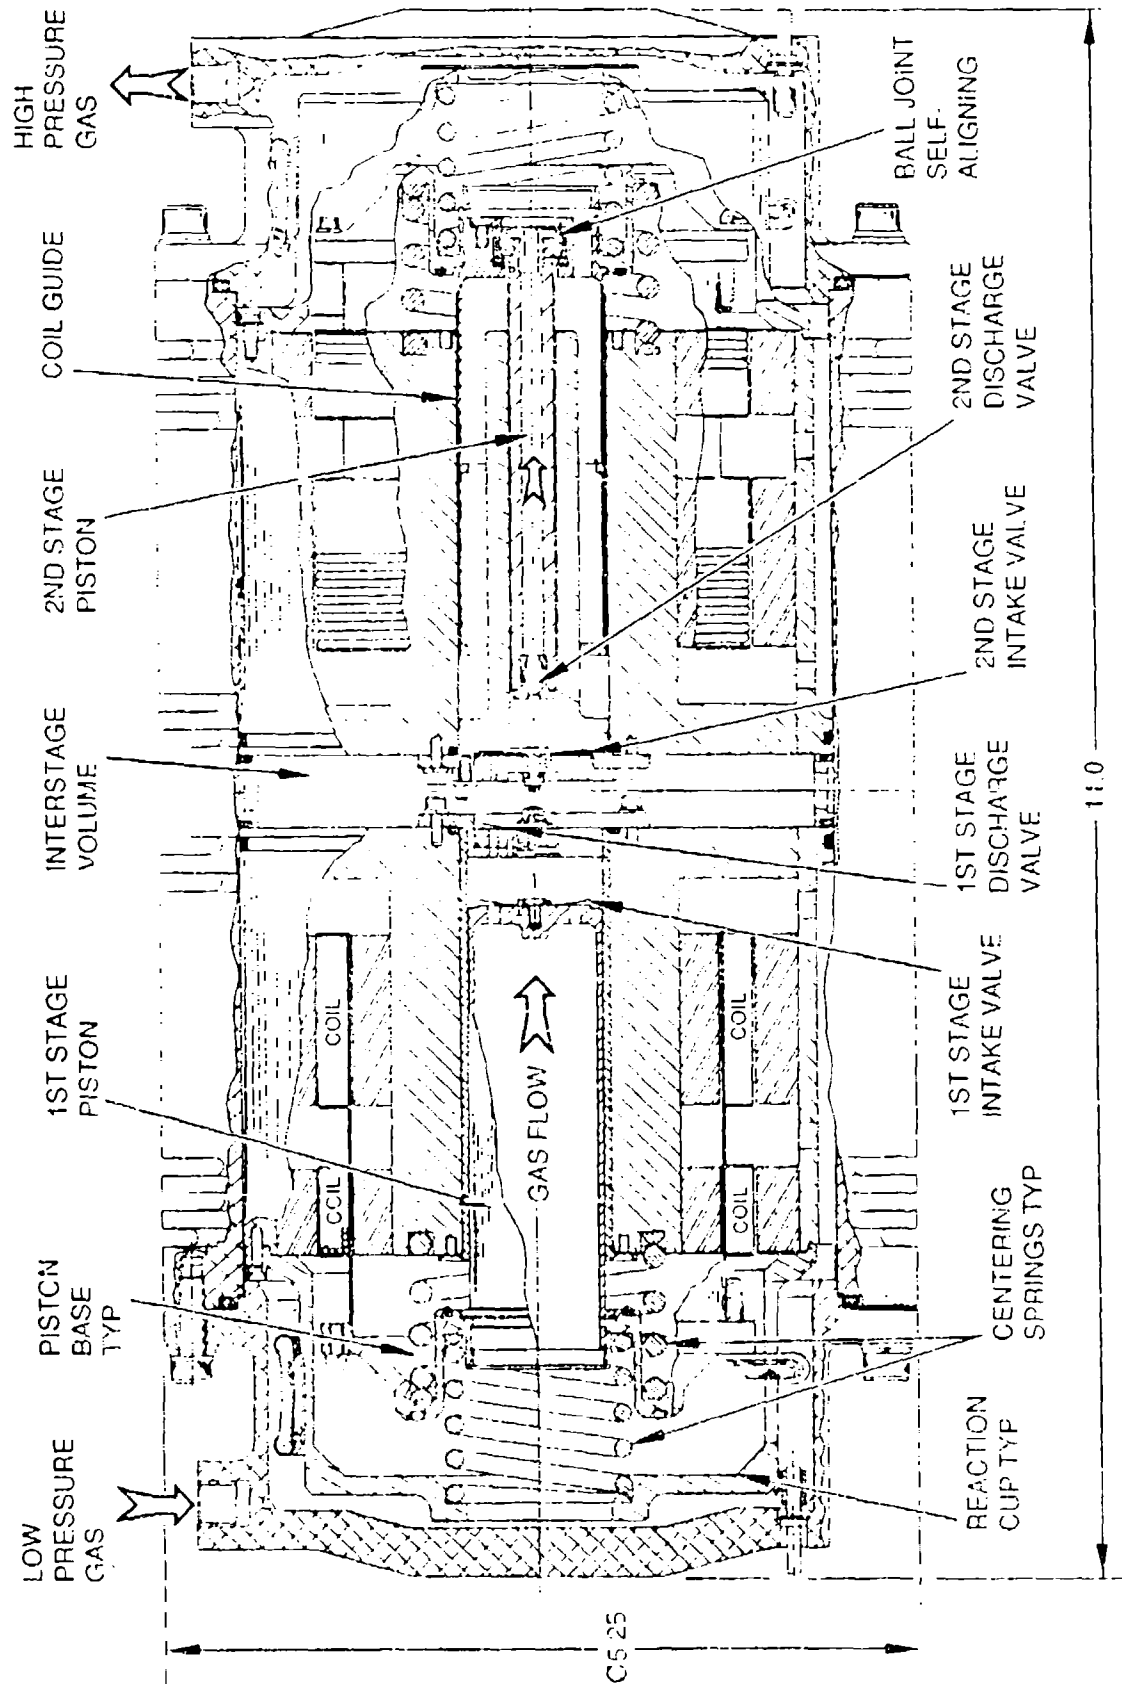 LOW
PRESSURE
GAS
PISTON
BASE
TYP
1ST STAGE
PISTON
INTERSTAGE
VOLUME
2ND STAGE
PISTON
COIL GUIDE
HIGH
PRESSURE
GAS
COIL
COIL
GAS FLOW
COIL
COIL
REACTION
CUP TYP
CENTERING
SPRINGS TYP
1ST STAGE
INTAKE VALVE
1ST STAGE
DISCHARGE
VALVE
2ND STAGE
INTAKE VALVE
2ND STAGE
DISCHARGE
VALVE
BALL JOINT
SELF-
ALIGNING
11.0